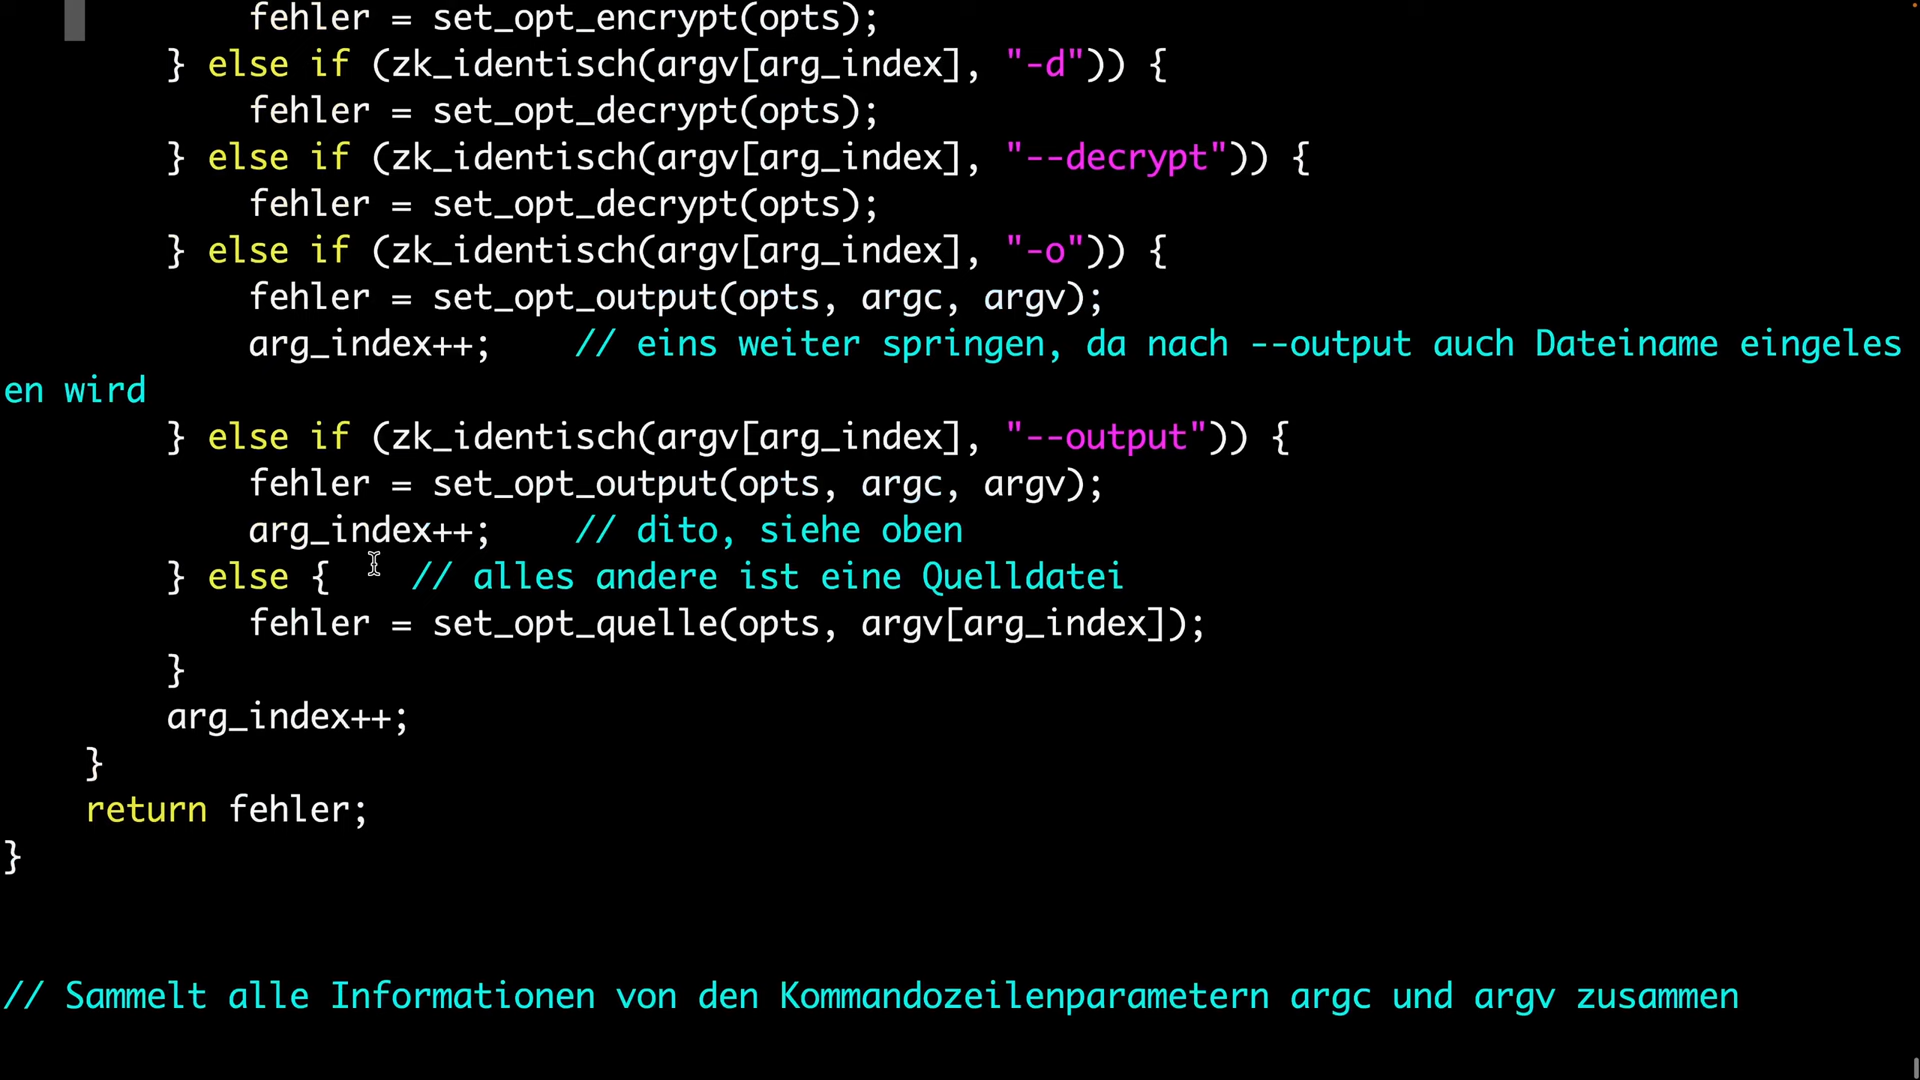 fehler = set_opt_encrypt(opts);
} else if (zk_identisch(argv[arg_index], "-d")) {
fehler = set_opt_decrypt(opts);
} else if (zk_identisch(argv[arg_index], "--decrypt")) {
fehler = set_opt_decrypt(opts);
} else if (zk_identisch(argv[arg_index], "-o")) {
fehler = set_opt_output(opts, argc, argv);
arg_index++;    // eins weiter springen, da nach --output auch Dateiname eingeles
en wird
} else if (zk_identisch(argv[arg_index], "--output")) {
fehler = set_opt_output(opts, argc, argv);
arg_index++;    // dito, siehe oben
} else {    // alles andere ist eine Quelldatei
fehler = set_opt_quelle(opts, argv[arg_index]);
}
arg_index++;
}
return fehler;
}
// Sammelt alle Informationen von den Kommandozeilenparametern argc und argv zusammen